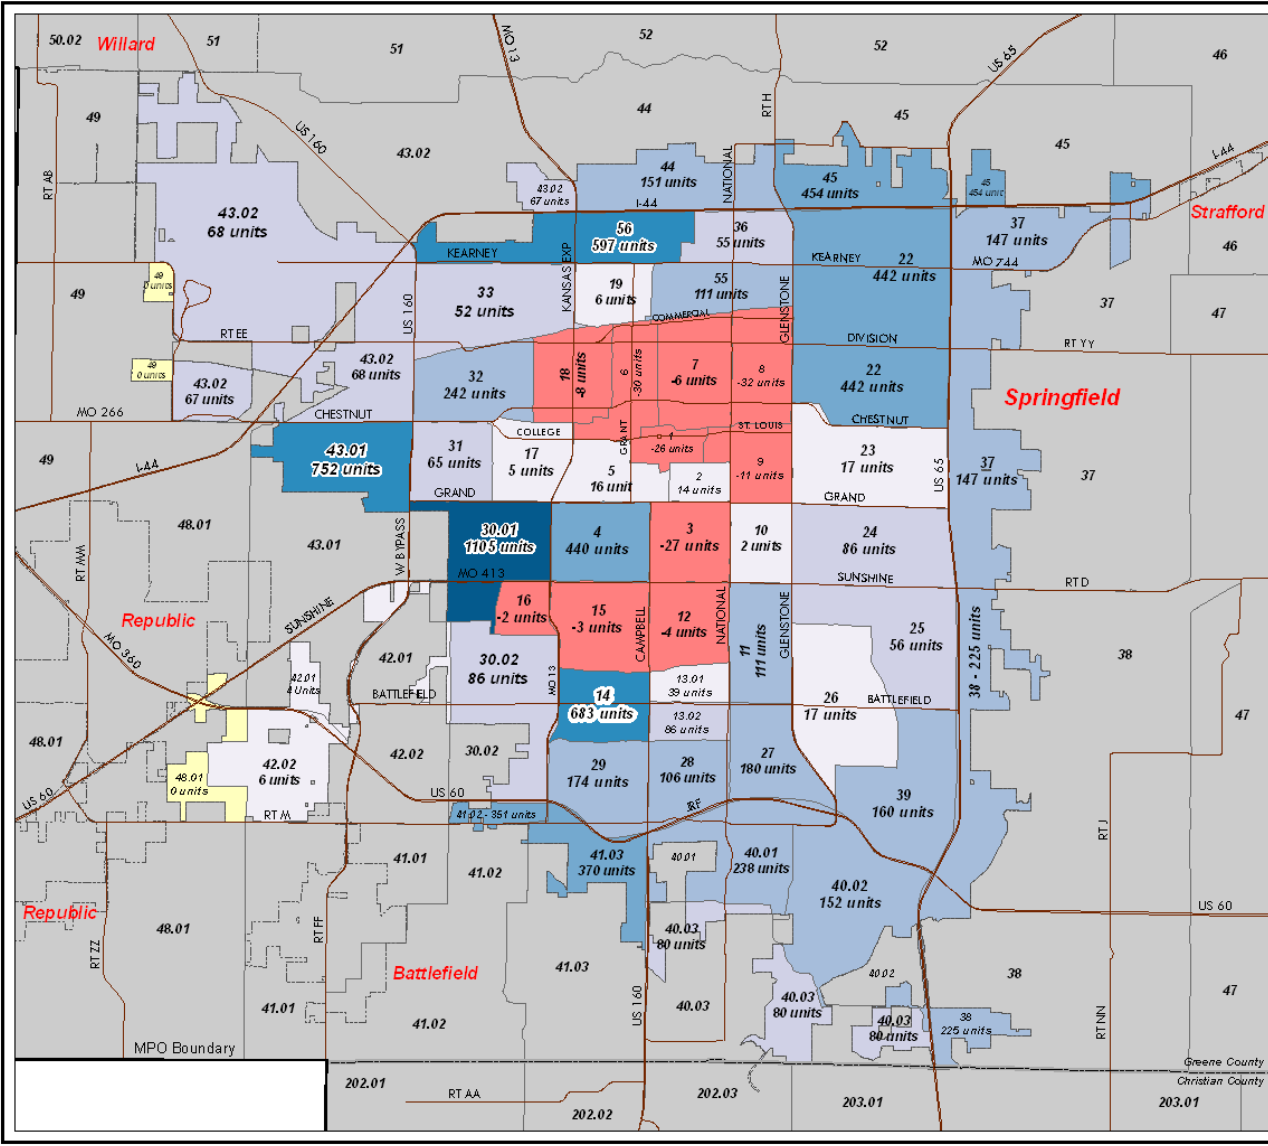 50.02
Willard
51
51
52
52
46
MO 13
US 65
49
US 160
44
RT H
45
45
I-44
43.02
RT AB
43.02
67 units
44
151 units
I-44
NATIONAL
45
454 units
45
454 unit
Strafford
43.02
68 units
56
597 units
36
55 units
37
147 units
46
KEARNEY
KANSAS EXP
KEARNEY
22
442 units
MO 744
49
49
0 units
33
52 units
19
6 units
55
111 units
37
47
US 160
COMMERCIAL
GLENSTONE
RT EE
DIVISION
RT YY
49
0 units
43.02
68 units
43.02
67 units
32
242 units
18
-8 units
6
-30 units
7
-6 units
8
-32 units
22
442 units
Springfield
MO 266
CHESTNUT
CHESTNUT
COLLEGE
GRANT
ST. LOUIS
49
I-44
43.01
752 units
31
65 units
17
5 units
5
16 unit
1
-26 units
2
14 units
9
-11 units
23
17 units
US 65
37
147 units
37
GRAND
GRAND
48.01
43.01
W BYPASS
30.01
1105 units
4
440 units
3
-27 units
10
2 units
24
86 units
RT MM
MO 413
SUNSHINE
RT D
Republic
SUNSHINE
16
-2 units
15
-3 units
CAMPBELL
12
-4 units
NATIONAL
GLENSTONE
25
56 units
MO 360
42.01
30.02
86 units
11
111 units
38 - 225 units
38
42.01
4 Units
BATTLEFIELD
MO 13
14
683 units
13.01
39 units
26
17 units
BATTLEFIELD
47
48.01
42.02
30.02
13.02
86 units
48.01
0 units
42.02
6 units
29
174 units
28
106 units
27
180 units
39
160 units
US 60
US 60
JRF
RT M
41.02 - 351 units
RT J
41.01
41.02
41.03
370 units
40.01
40.01
238 units
40.02
152 units
Republic
US 60
48.01
RT ZZ
RT FF
40.03
80 units
Battlefield
41.03
40.02
38
47
41.01
41.02
US 160
40.03
40.03
80 units
40.03
80 units
38
225 units
RT NN
MPO Boundary
Greene County
Christian County
202.01
RT AA
202.02
202.03
203.01
203.01